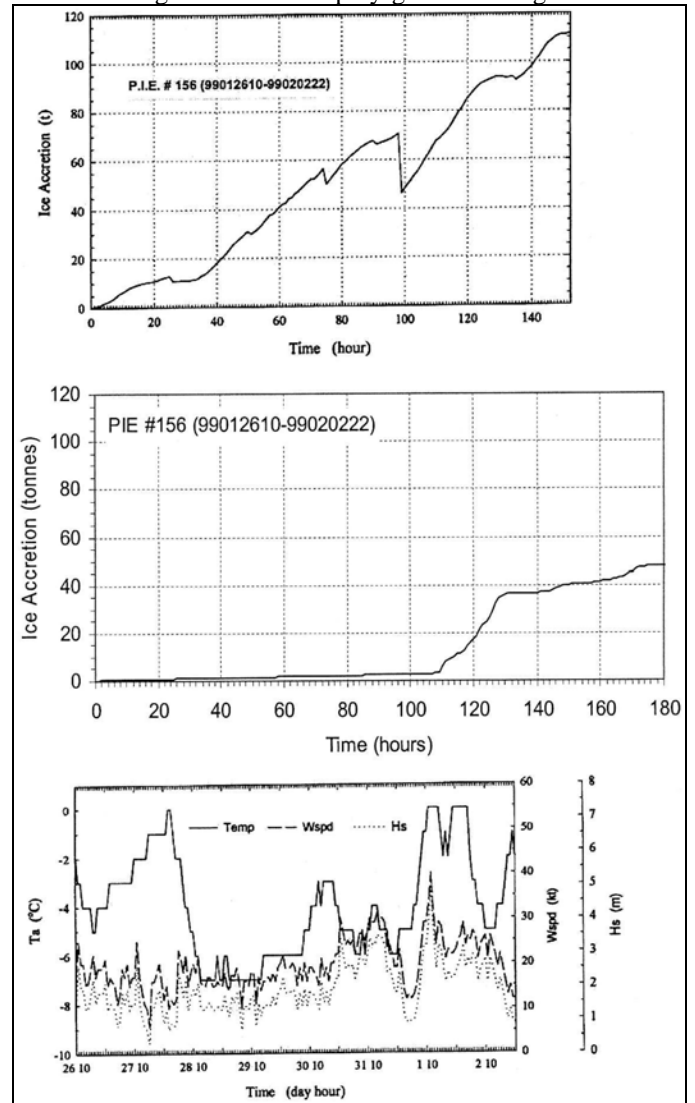 120
100
80
60
40
20
0
Ice Accretion (t)
P.I.E. # 156 (99012610-99020222)
0 20 40 60 80 100 120 140
Time (hour)
120
100
80
60
40
20
0
Ice Accretion (tonnes)
PIE #156 (99012610-99020222)
0 20 40 60 80 100 120 140 160 180
Time (hours)
0
-2
-4
-6
-8
-10
Ta (°C)
Temp Wspd Hs
60
50
40
30
20
10
0
Wspd (kt)
8
7
6
5
4
3
2
1
0
Hs (m)
26 10 27 10 28 10 29 10 30 10 31 10 1 10 2 10
Time (day hour)